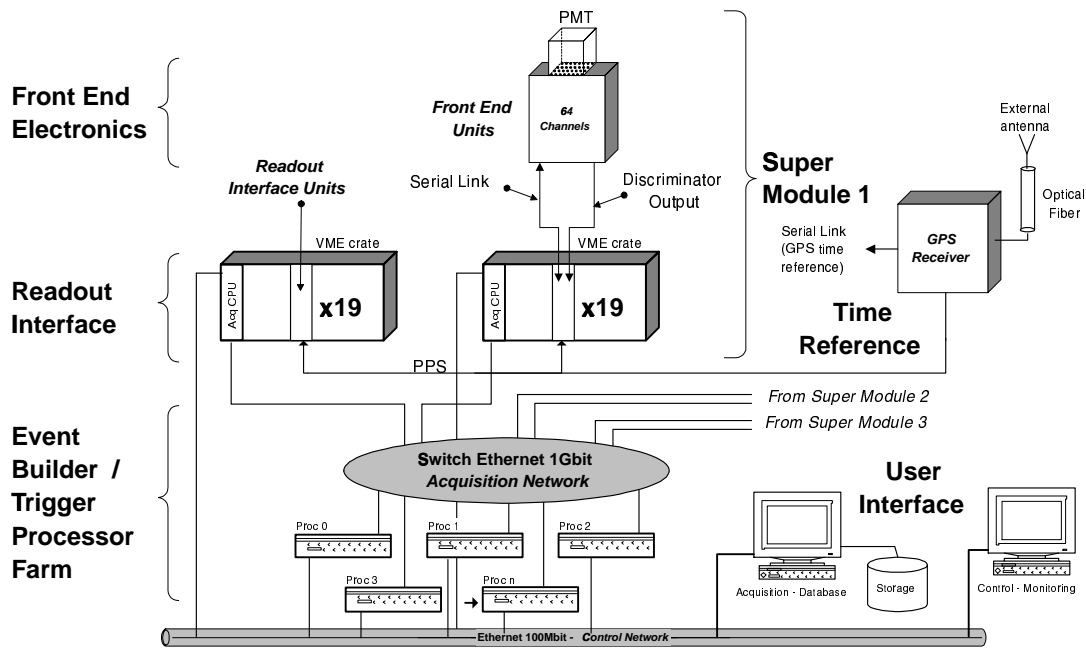 PMT
Front End
Electronics
Front End
Units
64
Channels
Readout
Interface Units
Serial Link
Discriminator
Output
Super
Module 1
External
antenna
Optical
Fiber
Serial Link
(GPS time
reference)
GPS
Receiver
Time
Reference
Readout
Interface
VME crate
Acq CPU
x19
VME crate
Acq CPU
x19
PPS
From Super Module 2
From Super Module 3
Event
Builder /
Trigger
Processor
Farm
Switch Ethernet 1Gbit
Acquisition Network
Proc 0
Proc 1
Proc 2
Proc 3
Proc n
User
Interface
Acquisition - Database
Storage
Control - Monitoring
Ethernet 100Mbit - Control Network